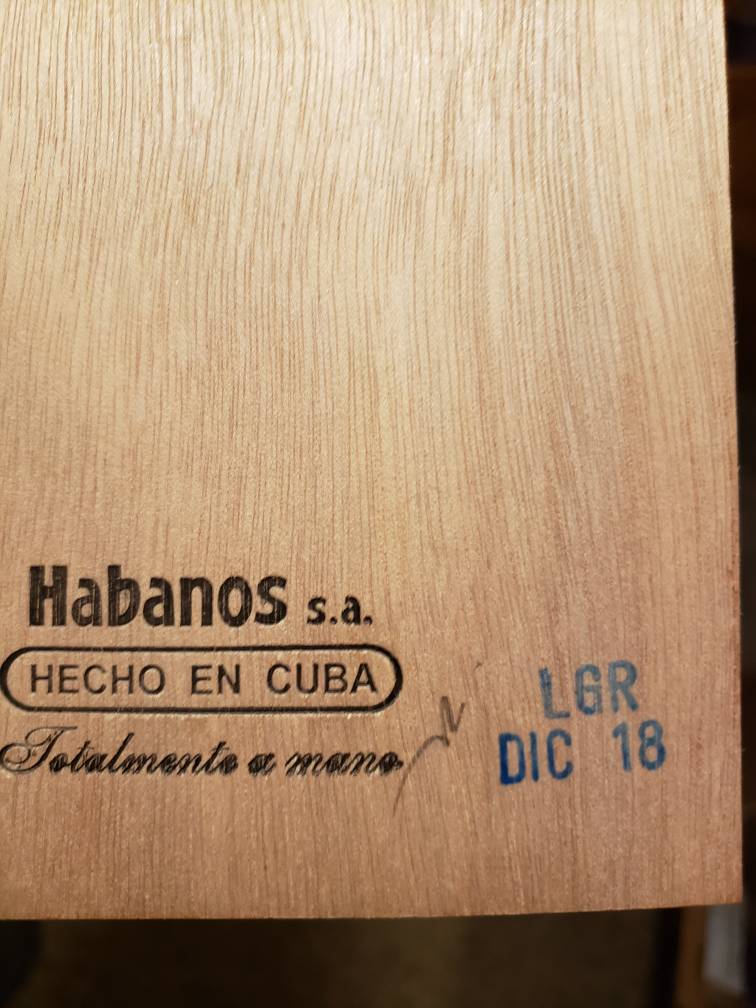 Habanos s.a.
HECHO EN CUBA
Totalmente a mano
LGR
DIC 18